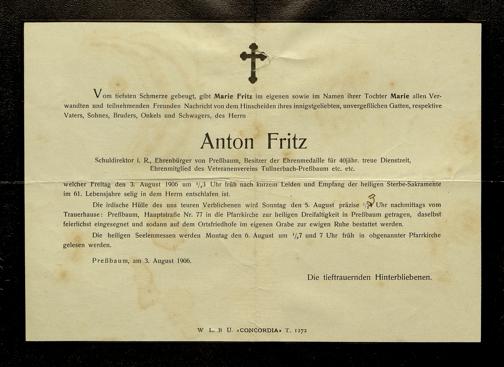 Vom tiefsten Schmerze gebeugt, gibt Marie Fritz im eigenen sowie im Namen ihrer Tochter Marie allen Ver-
wandten und teilnehmenden Freunden Nachricht von dem Hinscheiden ihres innigstgeliebten, unvergeßlichen Gatten, respektive
Vaters, Sohnes, Bruders, Onkels und Schwagers, des Herrn
Anton Fritz
Schuldirektor i. R., Ehrenbürger von Preßbaum, Besitzer der Ehrenmedaille für 40jähr. treue Dienstzeit,
Ehrenmitglied des Veteranenvereins Tullnerbach-Preßbaum etc. etc.
welcher Freitag den 3. August 1906 um Uhr früh nach kurzem Leiden und Empfang der heiligen Sterbe-Sakramente
im 61. Lebensjahre selig in dem Herrn entschlafen ist.
Die irdische Hülle des uns teuren Verblichenen wird Sonntag den 5. August präzise Uhr nachmittags vom
Trauerhause: Preßbaum, Hauptstraße Nr. 77 in die Pfarrkirche zur heiligen Dreifaltigkeit in Preßbaum getragen, daselbst
feierlichst eingesegnet und sodann auf dem Ortsfriedhofe im eigenen Grabe zur ewigen Ruhe bestattet werden.
Die heiligen Seelenmessen werden Montag den 6. August um ½7 und 7 Uhr früh in obgenannter Pfarrkirche
gelesen werden.
Preßbaum, am 3. August 1906.
Die tieftrauernden Hinterbliebenen.
W L B U. «CONCORDIA» T. 1272